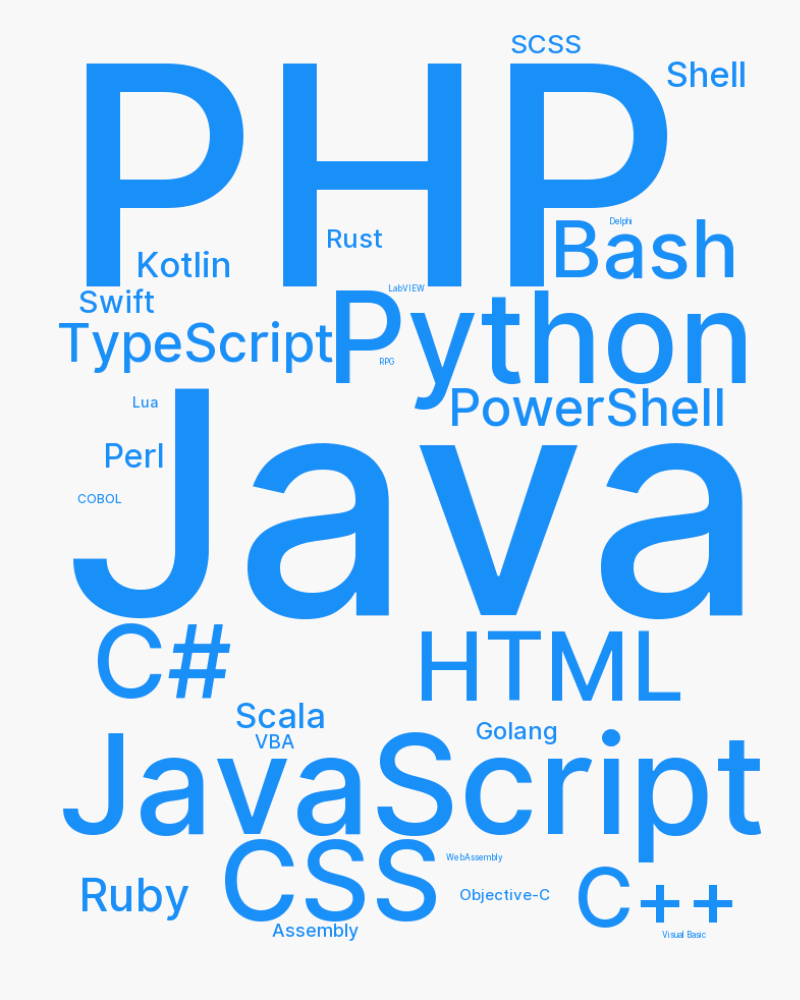 SCSS
Shell
PHP
Delphi
Rust
Bash
Kotlin
LabVIEW
Swift
Python
TypeScript
RPG
Lua
PowerShell
Perl
COBOL
Java
C#
HTML
Scala
Golang
VBA
JavaScript
WebAssembly
CSS
Ruby
Objective-C
C++
Assembly
Visual Basic